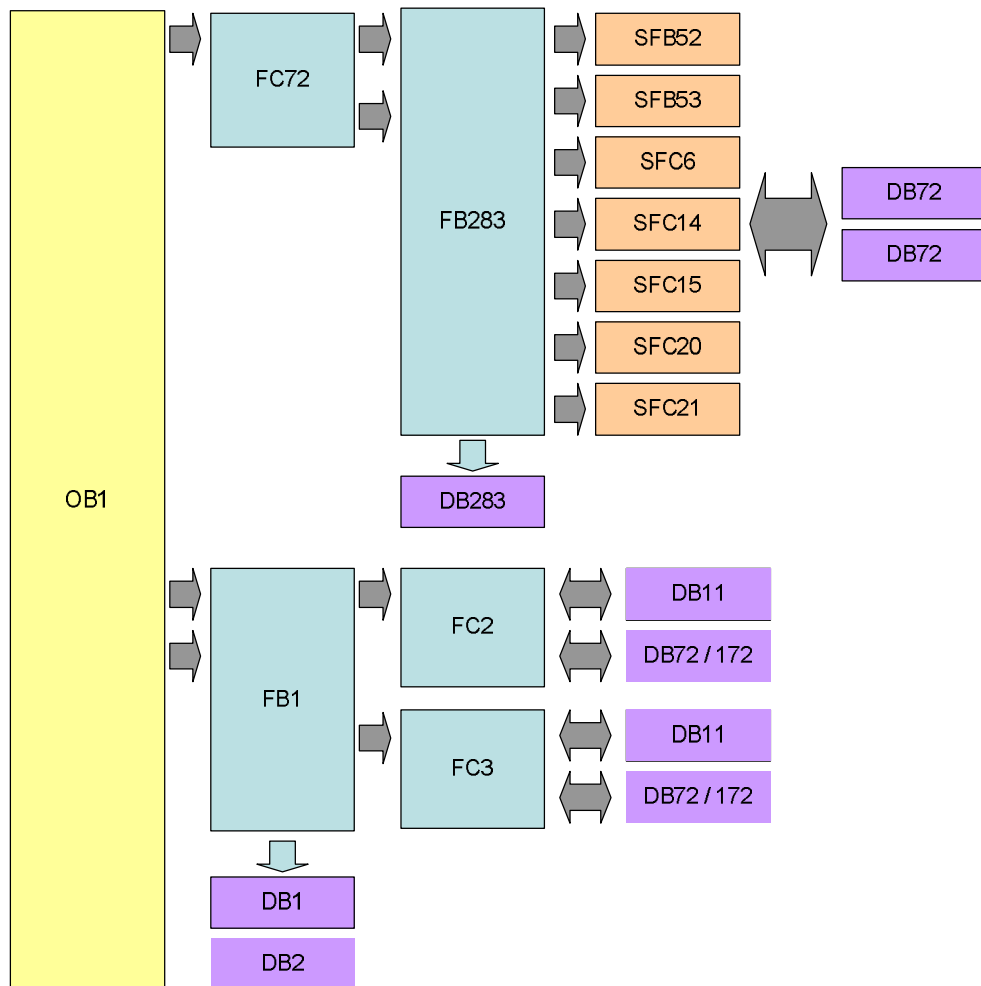 FC72
FB283
SFB52
SFB53
SFC6
SFC14
SFC15
SFC20
SFC21
DB72
DB72
DB283
OB1
FB1
FC2
DB11
DB72 / 172
FC3
DB11
DB72 / 172
DB1
DB2